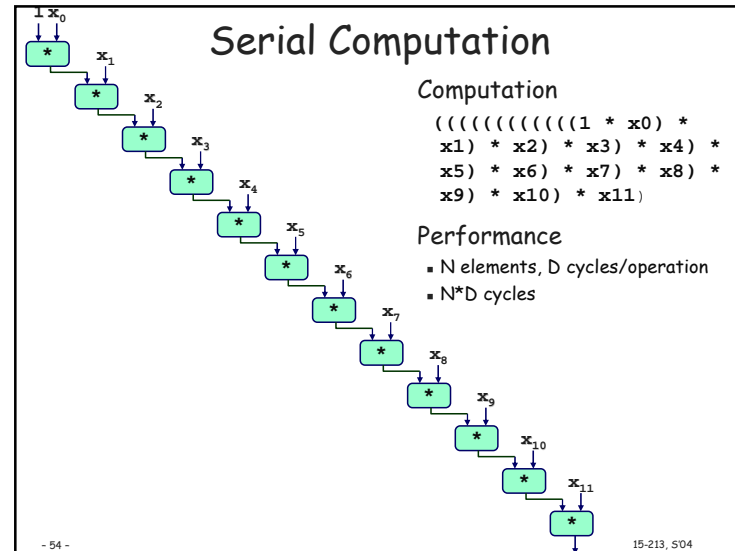 Serial Computation
1 x0
*
x1
*
x2
*
x3
*
x4
*
x5
*
x6
*
x7
*
x8
*
x9
*
x10
*
x11
*
Computation
((((((((((((1 * x0) *
x1) * x2) * x3) * x4) *
x5) * x6) * x7) * x8) *
x9) * x10) * x11)
Performance
▪ N elements, D cycles/operation
▪ N*D cycles
– 54 –
15-213, S'04